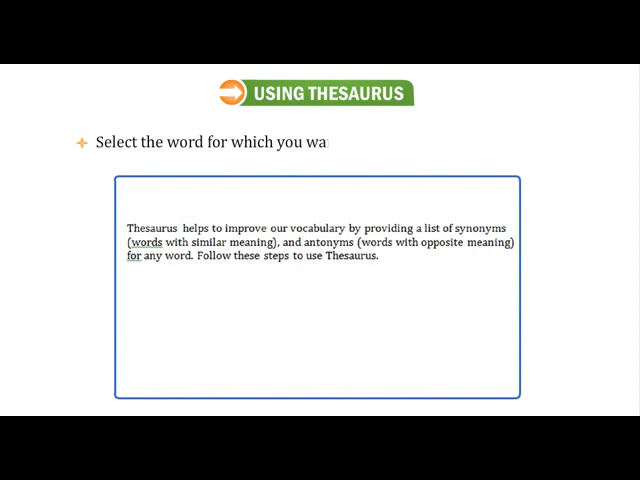 USING THESAURUS
Select the word for which you wa
Thesaurus helps to improve our vocabulary by providing a list of synonyms
(words with similar meaning), and antonyms (words with opposite meaning)
for any word. Follow these steps to use Thesaurus.